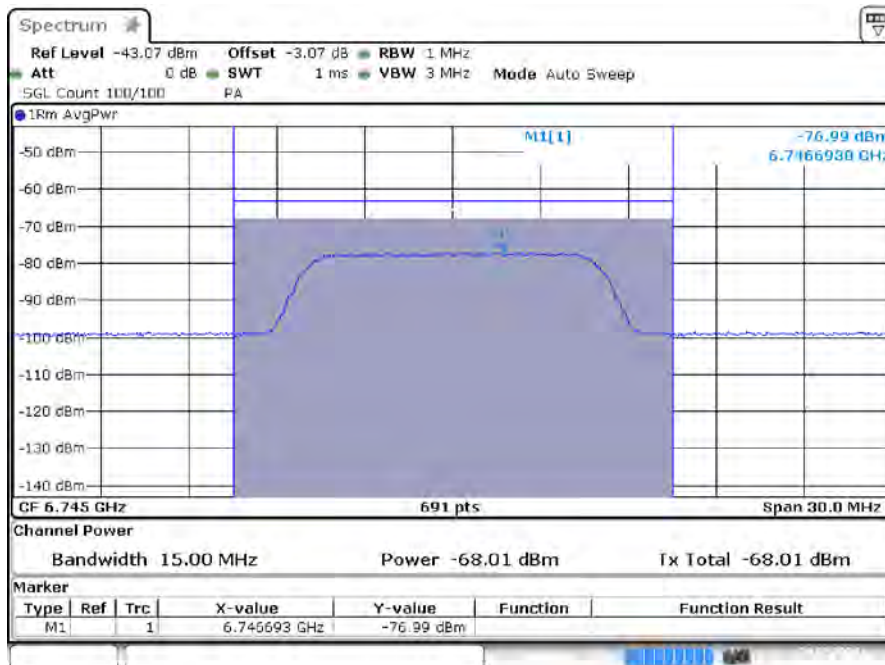 Spectrum
Ref Level -43.07 dBm Offset -3.07 dB RBW 1 MHz
Att 0 dB SWT 1 ms VBW 3 MHz Mode Auto Sweep
SGL Count 100/100 PA
1Rm AvgPwr
M1[1] -76.99 dBm
6.7466930 GHz
-50 dBm
-60 dBm
-70 dBm
M1
-80 dBm
-90 dBm
-100 dBm
-110 dBm
-120 dBm
-130 dBm
-140 dBm
CF 6.745 GHz 691 pts Span 30.0 MHz
Channel Power
Bandwidth 15.00 MHz Power -68.01 dBm Tx Total -68.01 dBm
Marker
Type Ref Trc X-value Y-value Function Function Result
M1 1 6.746693 GHz -76.99 dBm